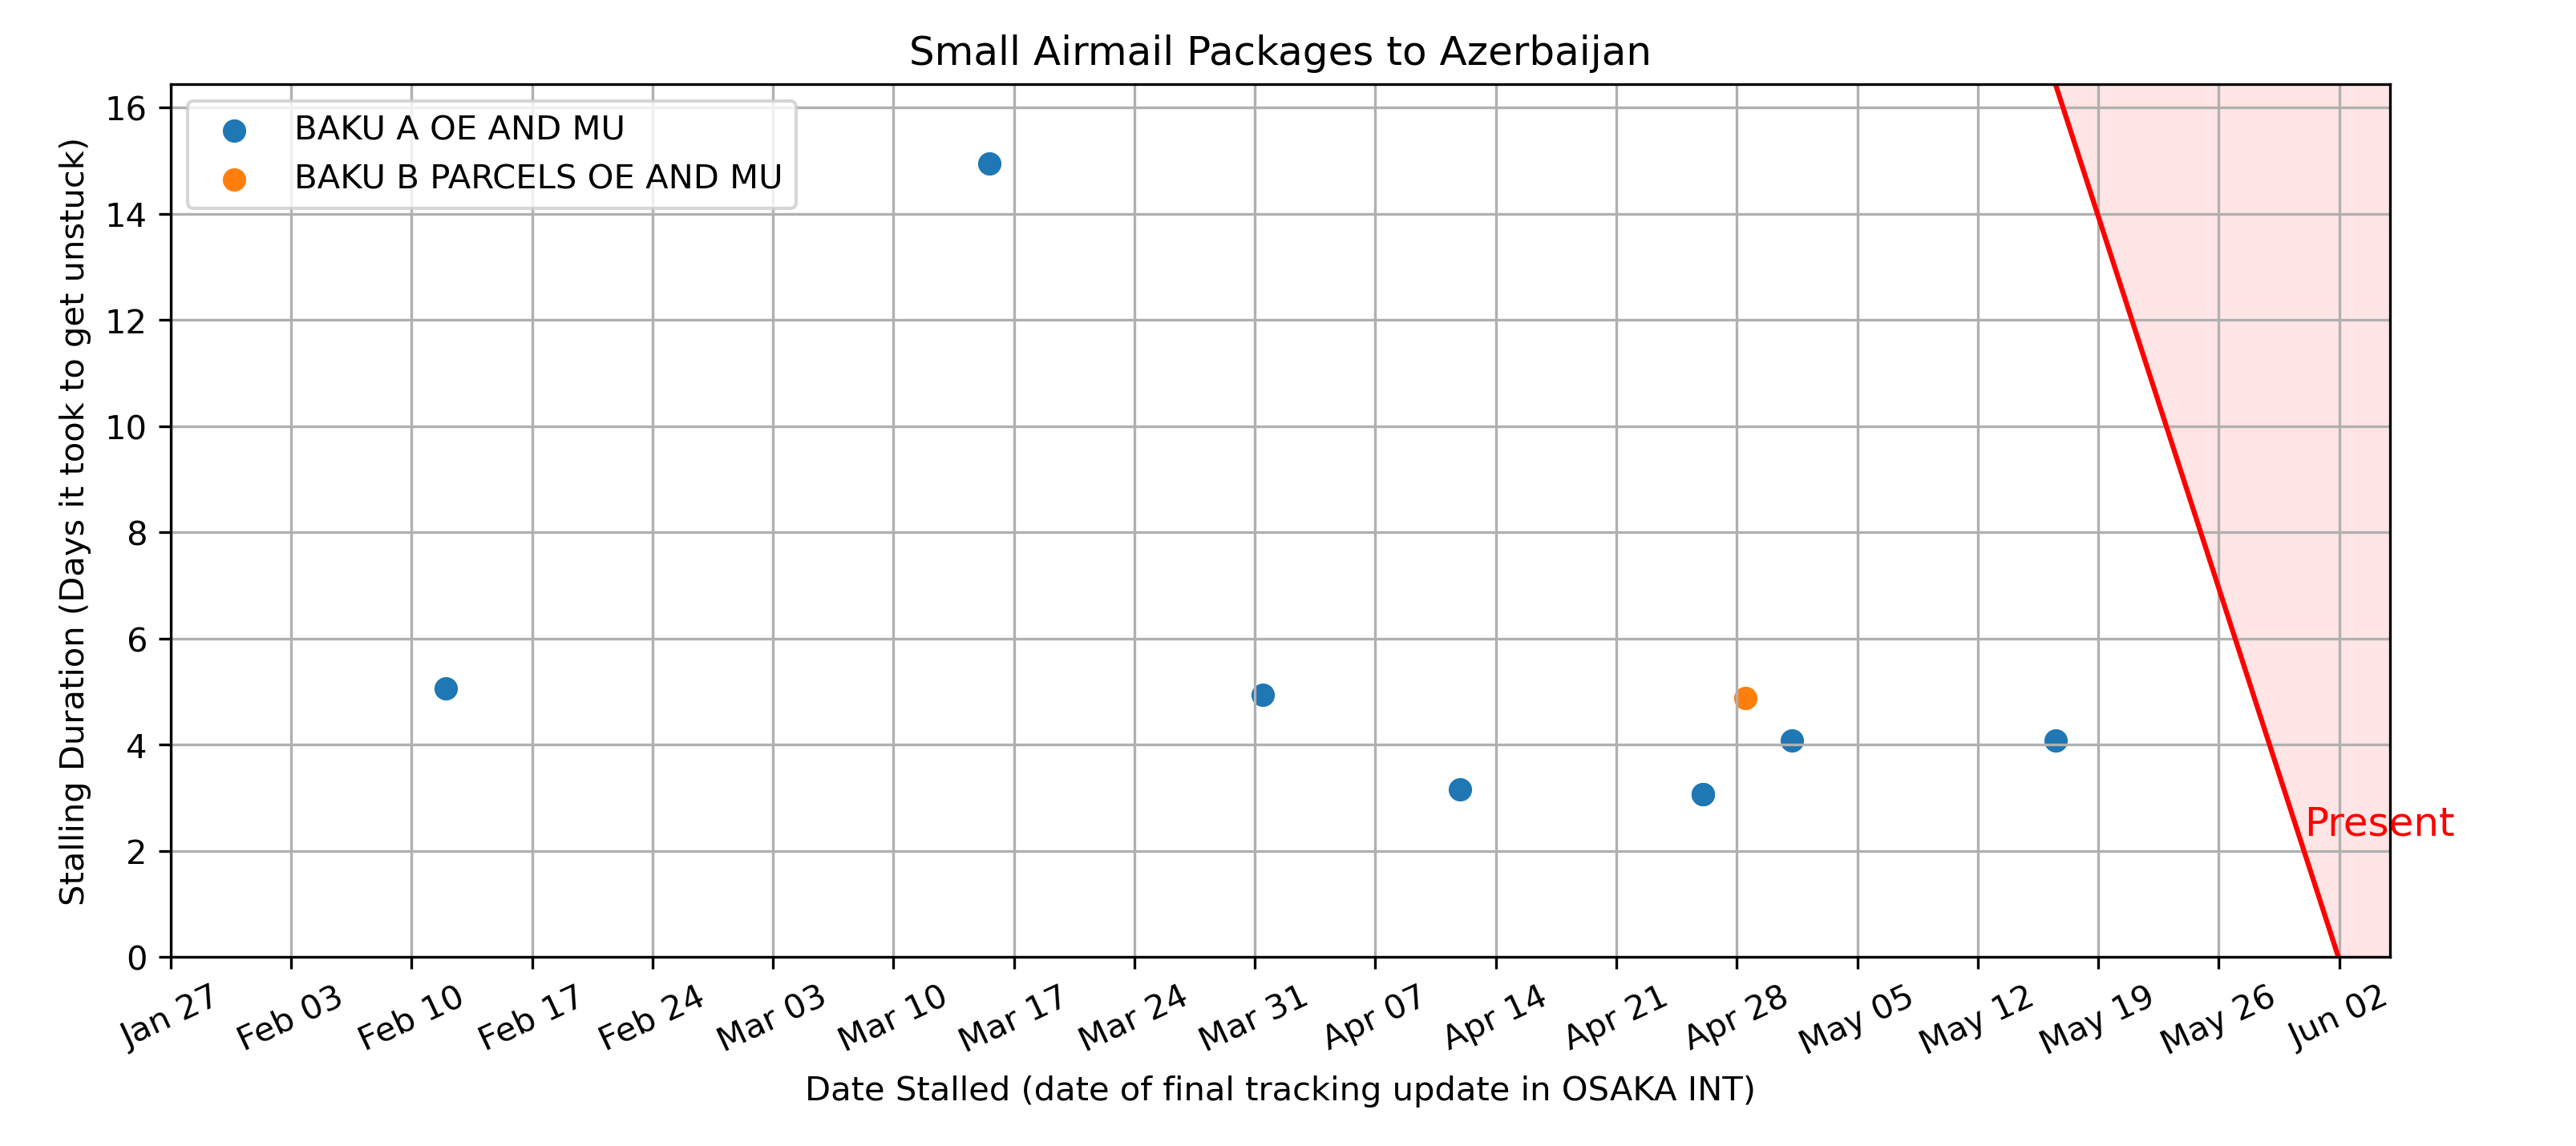 Small Airmail Packages to Azerbaijan
BAKU A OE AND MU
BAKU B PARCELS OE AND MU
Stalling Duration (Days it took to get unstuck)
16
14
12
10
8
6
4
2
0
Present
Jan 27
Feb 03
Feb 10
Feb 17
Feb 24
Mar 03
Mar 10
Mar 17
Mar 24
Mar 31
Apr 07
Apr 14
Apr 21
Apr 28
May 05
May 12
May 19
May 26
Jun 02
Date Stalled (date of final tracking update in OSAKA INT)